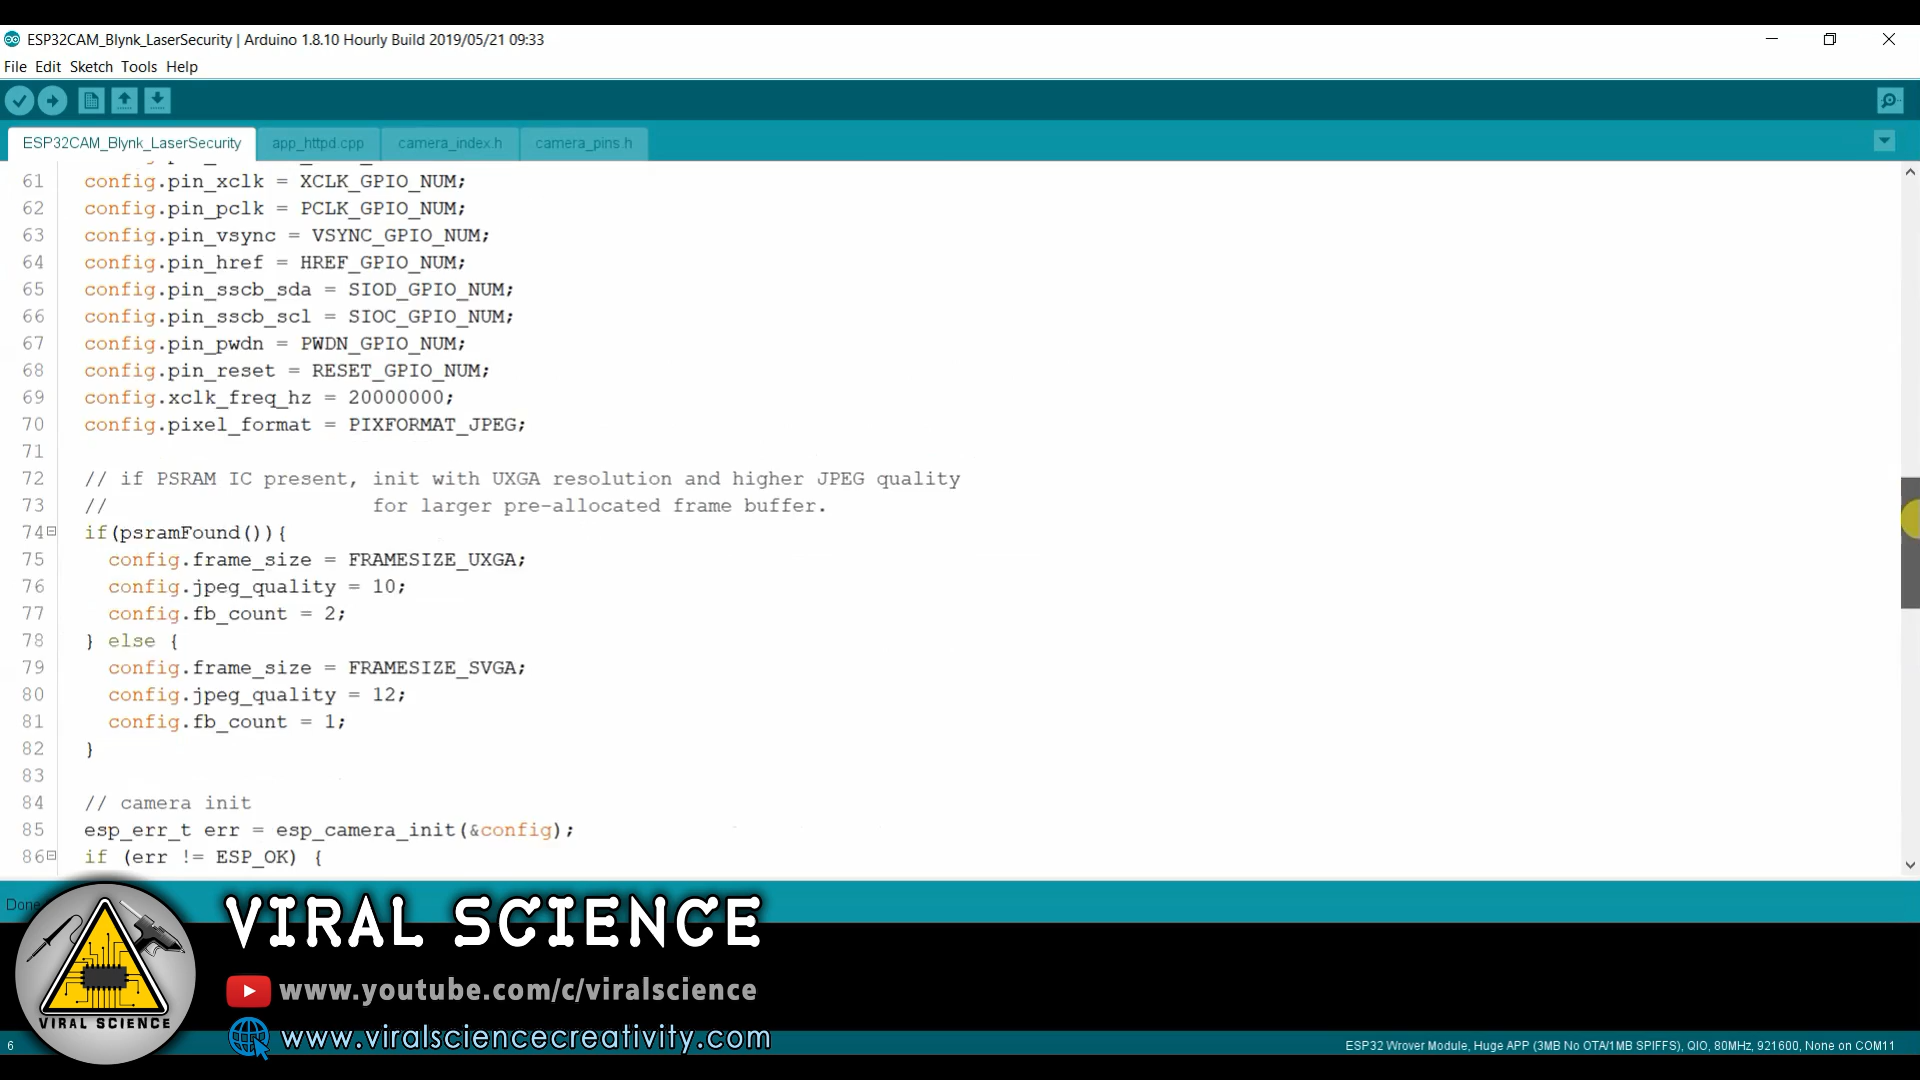 ESP32CAM_Blynk_LaserSecurity | Arduino 1.8.10 Hourly Build 2019/05/21 09:33
File Edit Sketch Tools Help
ESP32CAM_Blynk_LaserSecurity app_httpd.cpp camera_index.h camera_pins.h
61 config.pin_xclk = XCLK_GPIO_NUM;
62 config.pin_pclk = PCLK_GPIO_NUM;
63 config.pin_vsync = VSYNC_GPIO_NUM;
64 config.pin_href = HREF_GPIO_NUM;
65 config.pin_sscb_sda = SIOD_GPIO_NUM;
66 config.pin_sscb_scl = SIOC_GPIO_NUM;
67 config.pin_pwdn = PWDN_GPIO_NUM;
68 config.pin_reset = RESET_GPIO_NUM;
69 config.xclk_freq_hz = 20000000;
70 config.pixel_format = PIXFORMAT_JPEG;
71
72 // if PSRAM IC present, init with UXGA resolution and higher JPEG quality
73 // for larger pre-allocated frame buffer.
74 if(psramFound()){
75 config.frame_size = FRAMESIZE_UXGA;
76 config.jpeg_quality = 10;
77 config.fb_count = 2;
78 } else {
79 config.frame_size = FRAMESIZE_SVGA;
80 config.jpeg_quality = 12;
81 config.fb_count = 1;
82 }
83
84 // camera init
85 esp_err_t err = esp_camera_init(&config);
86 if (err != ESP_OK) {
Done
VIRAL SCIENCE
www.youtube.com/c/viralscience
VIRAL SCIENCE
www.viralsciencecreativity.com
6 ESP32 Wrover Module, Huge APP (3MB No OTA/1MB SPIFFS), QIO, 80MHz, 921600, None on COM11